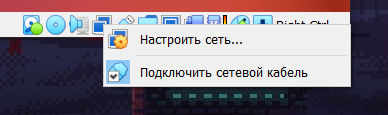 Right Ctrl
Настроить сеть...
Подключить сетевой кабель